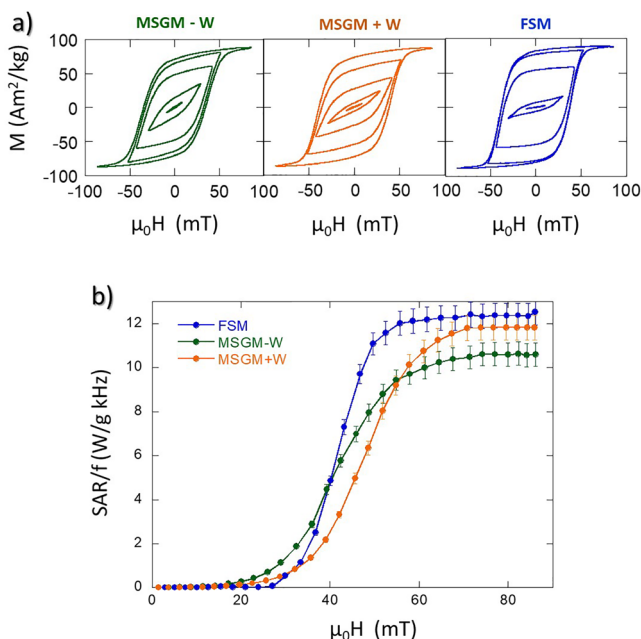 a)
MSGM - W
MSGM + W
FSM
M (Am²/kg)
100
50
0
-50
-100
100 -50 0 50 100 -50 0 50 100 -50 0 50 100
μ₀H (mT)
μ₀H (mT)
μ₀H (mT)
b)
FSM
MSGM-W
MSGM+W
SAR/f (W/g kHz)
12
10
8
6
4
2
0
0 20 40 60 80
μ₀H (mT)